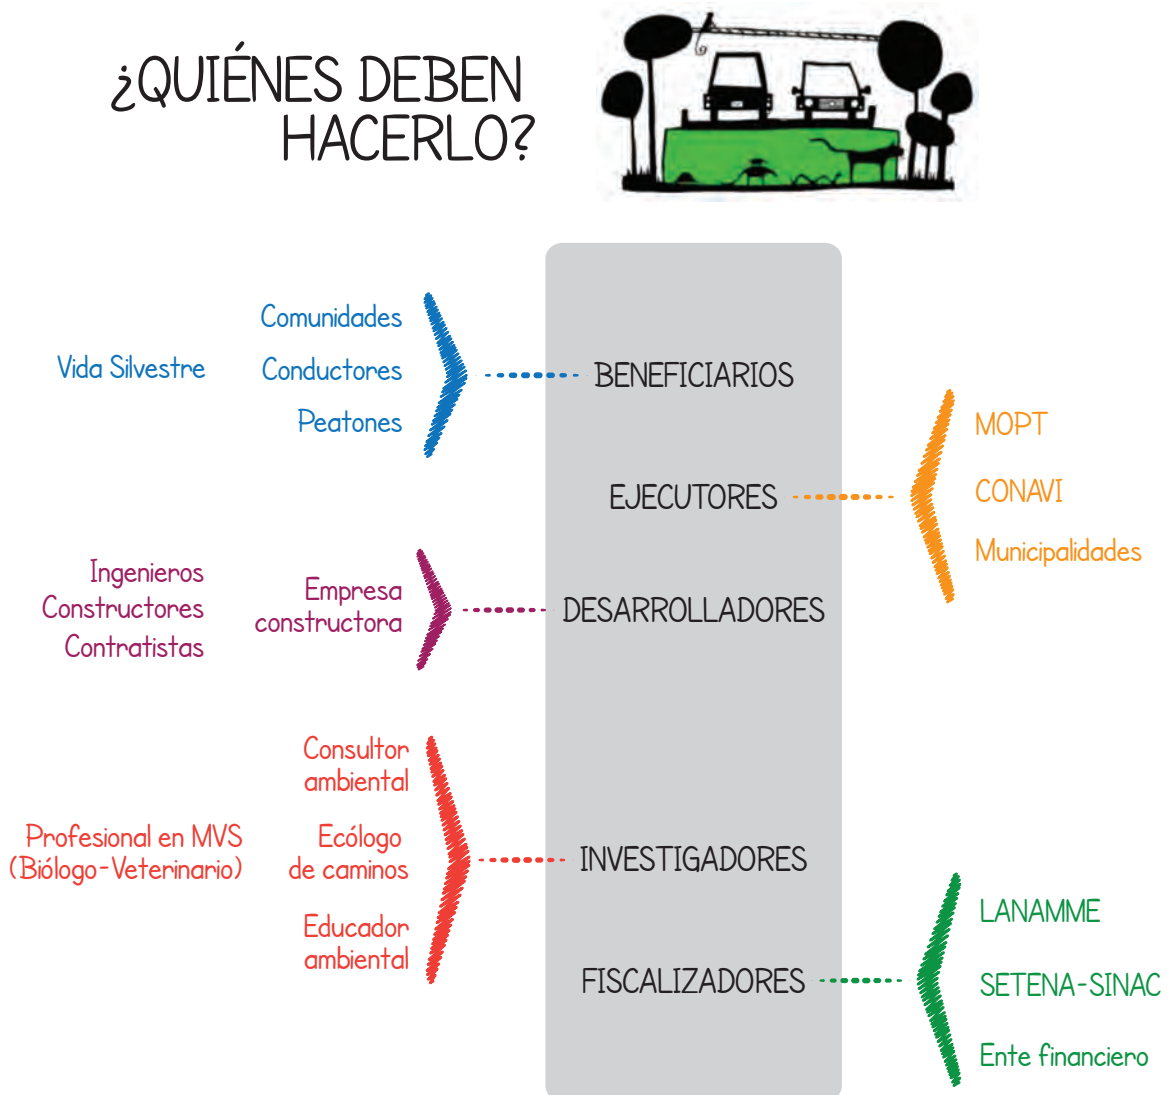 ¿QUIÉNES DEBEN
HACERLO?
Vida Silvestre
Comunidades
Conductores
Peatones
BENEFICIARIOS
EJECUTORES
MOPT
CONAVI
Municipalidades
Ingenieros
Constructores
Contratistas
Empresa
constructora
DESARROLLADORES
Profesional en MVS
(Biólogo-Veterinario)
Consultor
ambiental
Ecólogo
de caminos
Educador
ambiental
INVESTIGADORES
FISCALIZADORES
LANAMME
SETENA-SINAC
Ente financiero